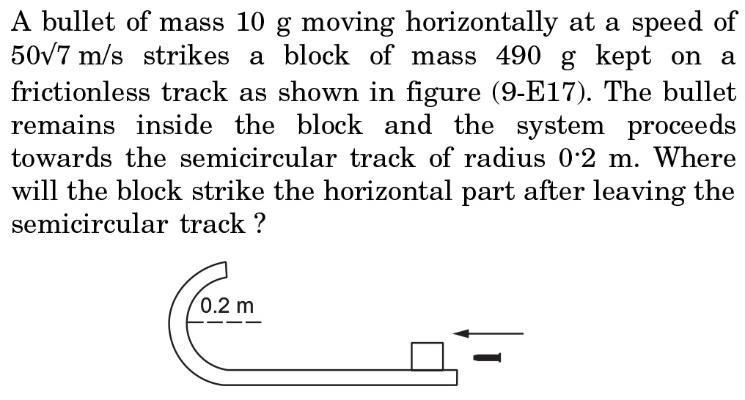 A bullet of mass 10 g moving horizontally at a speed of
50√7 m/s strikes a block of mass 490 g kept on a
frictionless track as shown in figure (9-E17). The bullet
remains inside the block and the system proceeds
towards the semicircular track of radius 0·2 m. Where
will the block strike the horizontal part after leaving the
semicircular track ?
0.2 m